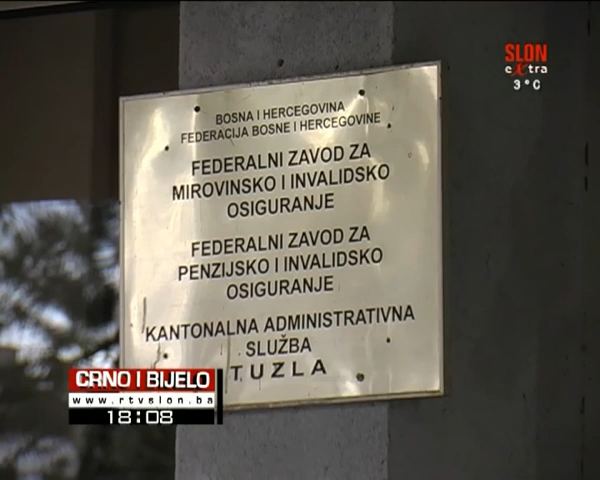 SLON
extra
3°C
BOSNA I HERCEGOVINA
FEDERACIJA BOSNE I HERCEGOVINE
FEDERALNI ZAVOD ZA
MIROVINSKO I INVALIDSKO
OSIGURANJE
FEDERALNI ZAVOD ZA
PENZIJSKO I INVALIDSKO
OSIGURANJE
KANTONALNA ADMINISTRATIVNA
SLUŽBA
TUZLA
CRNO I BIJELO
www.rtvslon.ba
18:08